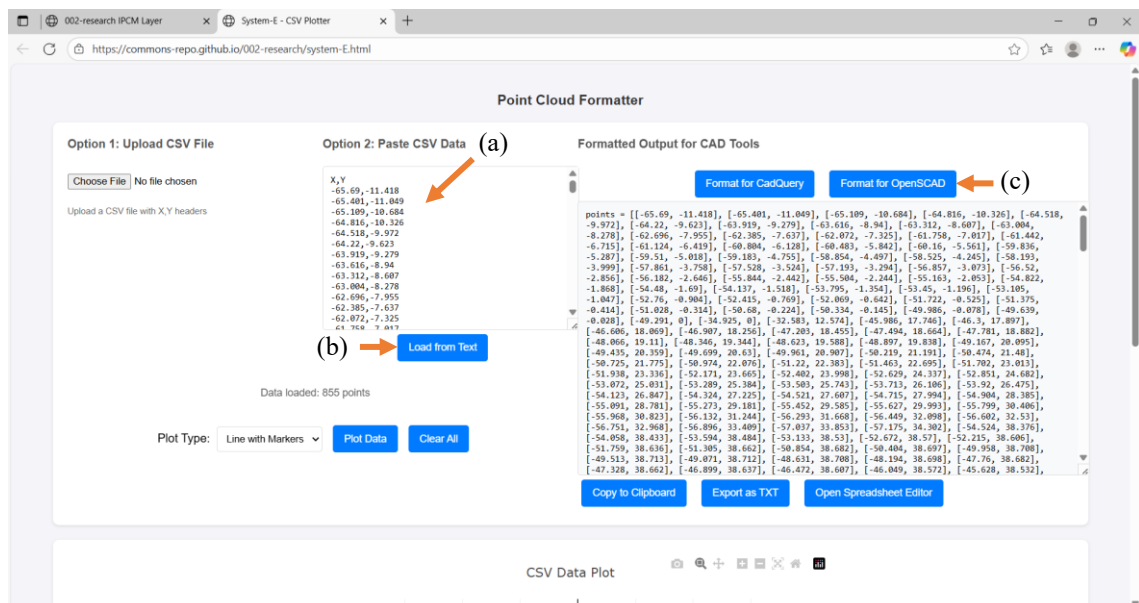 002-research IPCM Layer
System-E - CSV Plotter
https://commons-repo.github.io/002-research/system-E.html
Point Cloud Formatter
Option 1: Upload CSV File
Choose File No file chosen
Upload a CSV file with X,Y headers
Option 2: Paste CSV Data
(a)
X,Y
-65.69,-11.418
-65.401,-11.049
-65.109,-10.684
-64.816,-10.326
-64.518,-9.972
-64.22,-9.623
-63.919,-9.279
-63.616,-8.94
-63.312,-8.607
-63.004,-8.278
-62.696,-7.955
-62.385,-7.637
-62.072,-7.325
-61.758,-7.017
(b)
Load from Text
Data loaded: 855 points
Plot Type: Line with Markers Plot Data Clear All
Formatted Output for CAD Tools
Format for CadQuery Format for OpenSCAD (c)
points = [[-65.69, -11.418], [-65.401, -11.049], [-65.109, -10.684], [-64.816, -10.326], [-64.518,
-9.972], [-64.22, -9.623], [-63.919, -9.279], [-63.616, -8.94], [-63.312, -8.607], [-63.004,
-8.278], [-62.696, -7.955], [-62.385, -7.637], [-62.072, -7.325], [-61.758, -7.017], [-61.442,
-6.715], [-61.124, -6.419], [-60.804, -6.128], [-60.483, -5.842], [-60.16, -5.561], [-59.836,
-5.287], [-59.51, -5.018], [-59.183, -4.755], [-58.854, -4.497], [-58.525, -4.245], [-58.193,
-3.999], [-57.861, -3.758], [-57.528, -3.524], [-57.193, -3.294], [-56.857, -3.073], [-56.52,
-2.856], [-56.182, -2.646], [-55.844, -2.442], [-55.504, -2.244], [-55.163, -2.053], [-54.822,
-1.868], [-54.48, -1.69], [-54.137, -1.518], [-53.795, -1.354], [-53.45, -1.196], [-53.105,
-1.047], [-52.76, -0.904], [-52.415, -0.769], [-52.069, -0.642], [-51.722, -0.525], [-51.375,
-0.414], [-51.028, -0.314], [-50.68, -0.224], [-50.334, -0.145], [-49.986, -0.078], [-49.639,
-0.028], [-49.291, 0], [-34.925, 0], [-32.583, 12.574], [-45.986, 17.746], [-46.3, 17.897],
[-46.606, 18.069], [-46.907, 18.256], [-47.203, 18.455], [-47.494, 18.664], [-47.781, 18.882],
[-48.066, 19.11], [-48.346, 19.344], [-48.623, 19.588], [-48.897, 19.838], [-49.167, 20.095],
[-49.435, 20.359], [-49.699, 20.63], [-49.961, 20.907], [-50.219, 21.191], [-50.474, 21.48],
[-50.725, 21.775], [-50.974, 22.076], [-51.22, 22.383], [-51.463, 22.695], [-51.702, 23.013],
[-51.938, 23.336], [-52.171, 23.665], [-52.402, 23.998], [-52.629, 24.337], [-52.851, 24.682],
[-53.072, 25.031], [-53.289, 25.384], [-53.503, 25.743], [-53.713, 26.106], [-53.92, 26.475],
[-54.123, 26.847], [-54.324, 27.225], [-54.521, 27.607], [-54.715, 27.994], [-54.904, 28.385],
[-55.091, 28.781], [-55.273, 29.181], [-55.452, 29.585], [-55.627, 29.993], [-55.799, 30.406],
[-55.968, 30.823], [-56.132, 31.244], [-56.293, 31.668], [-56.449, 32.098], [-56.602, 32.53],
[-56.751, 32.968], [-56.896, 33.409], [-57.037, 33.853], [-57.175, 34.302], [-54.524, 38.376],
[-54.058, 38.433], [-53.594, 38.484], [-53.133, 38.53], [-52.672, 38.57], [-52.215, 38.606],
[-51.759, 38.636], [-51.305, 38.662], [-50.854, 38.682], [-50.404, 38.697], [-49.958, 38.708],
[-49.513, 38.713], [-49.071, 38.712], [-48.631, 38.708], [-48.194, 38.698], [-47.76, 38.682],
[-47.328, 38.662], [-46.899, 38.637], [-46.472, 38.607], [-46.049, 38.572], [-45.628, 38.532],
Copy to Clipboard Export as TXT Open Spreadsheet Editor
CSV Data Plot